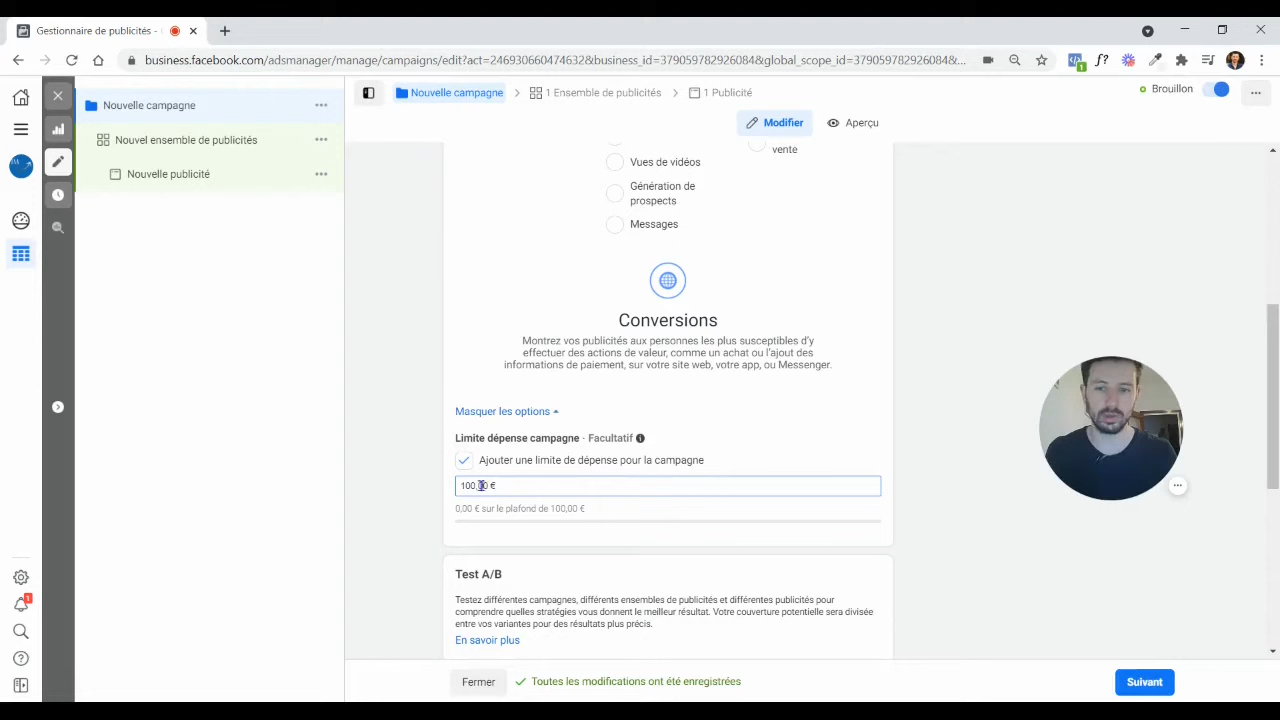 Gestionnaire de publicités -
business.facebook.com/adsmanager/manage/campaigns/edit?act=246930660474632&business_id=379059782926084&global_scope_id=379059782926084&...
1
f?
Nouvelle campagne
Nouvel ensemble de publicités
Nouvelle publicité
Nouvelle campagne
1 Ensemble de publicités
1 Publicité
Brouillon
Modifier
Aperçu
vente
Vues de vidéos
Génération de
prospects
Messages
Conversions
Montrez vos publicités aux personnes les plus susceptibles d'y
effectuer des actions de valeur, comme un achat ou l'ajout des
informations de paiement, sur votre site web, votre app, ou Messenger.
Masquer les options
Limite dépense campagne · Facultatif
Ajouter une limite de dépense pour la campagne
100,00 €
0,00 € sur le plafond de 100,00 €
Test A/B
Testez différentes campagnes, différents ensembles de publicités et différentes publicités pour
comprendre quelles stratégies vous donnent le meilleur résultat. Votre couverture potentielle sera divisée
entre vos variantes pour des résultats plus précis.
En savoir plus
1
Fermer
Toutes les modifications ont été enregistrées
Suivant